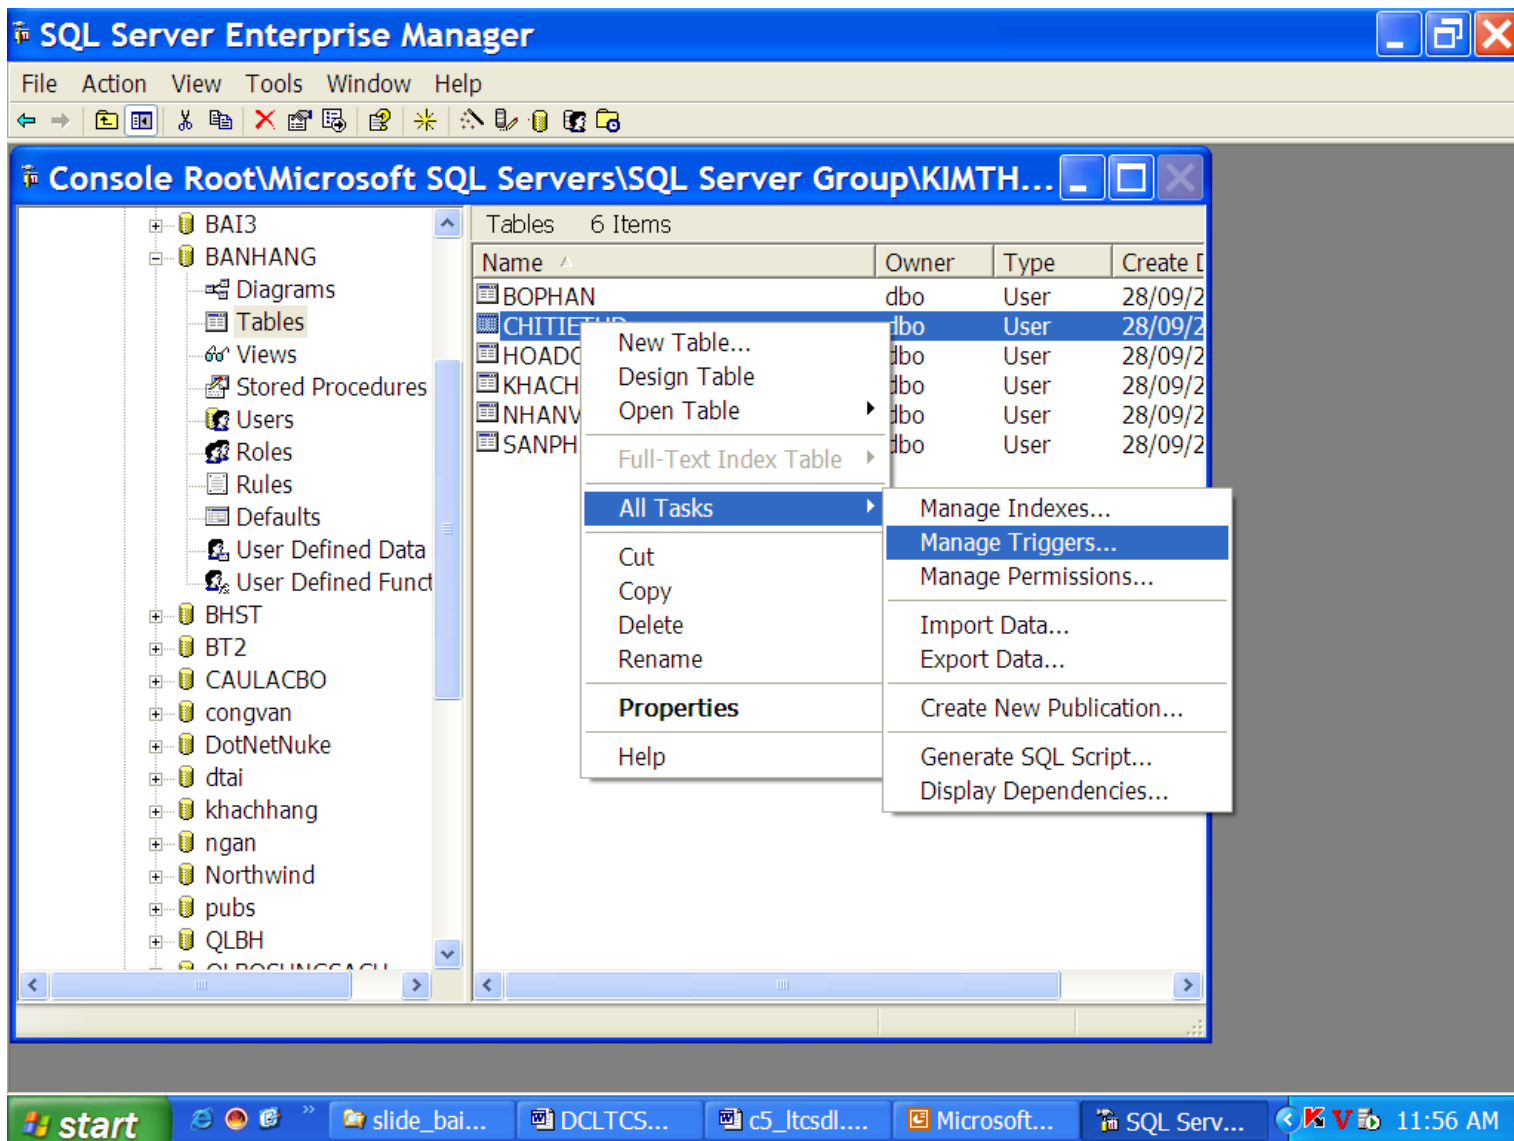 SQL Server Enterprise Manager
File Action View Tools Window Help
Console Root\Microsoft SQL Servers\SQL Server Group\KIMTH...
BAI3
BANHANG
Diagrams
Tables
Views
Stored Procedures
Users
Roles
Rules
Defaults
User Defined Data
User Defined Funct
BHST
BT2
CAULACBO
congvan
DotNetNuke
dtai
khachhang
ngan
Northwind
pubs
QLBH
Tables 6 Items
Name Owner Type Create D
BOPHAN dbo User 28/09/2
CHITIETHD dbo User 28/09/2
HOADO dbo User 28/09/2
KHACH dbo User 28/09/2
NHANV dbo User 28/09/2
SANPH dbo User 28/09/2
New Table...
Design Table
Open Table
Full-Text Index Table
All Tasks
Cut
Copy
Delete
Rename
Properties
Help
Manage Indexes...
Manage Triggers...
Manage Permissions...
Import Data...
Export Data...
Create New Publication...
Generate SQL Script...
Display Dependencies...
start slide_bai... DCLTCS... c5_ltcsdl.... Microsoft... SQL Serv... 11:56 AM